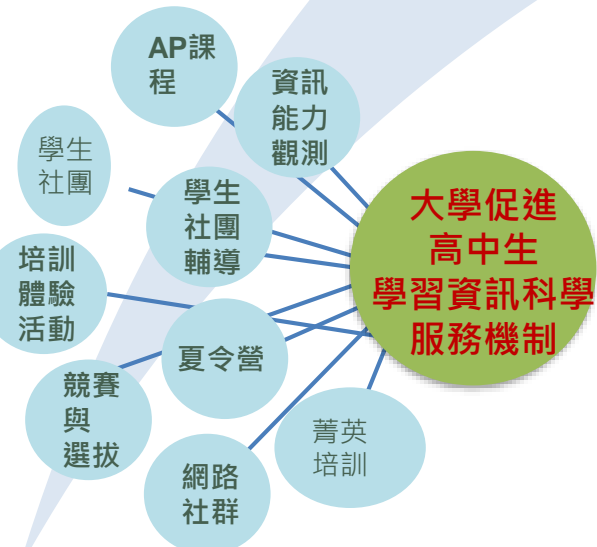 AP課
程
資訊
能力
觀測
學生
社團
學生
社團
輔導
大學促進
高中生
學習資訊科學
服務機制
培訓
體驗
活動
夏令營
競賽
與
選拔
菁英
培訓
網路
社群